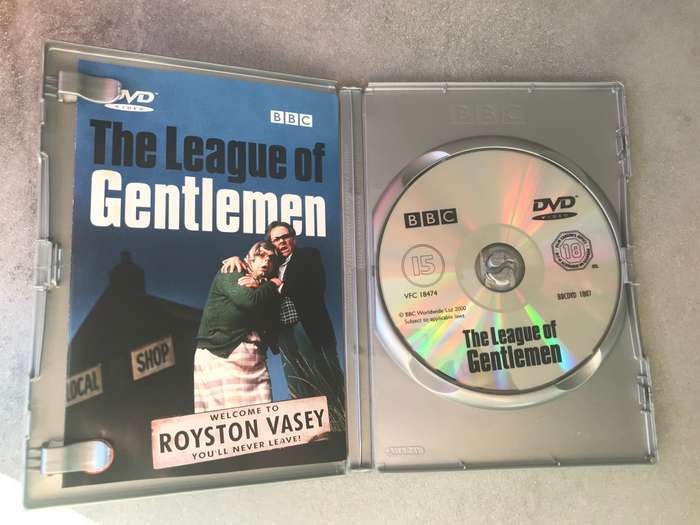 DVD
VIDEO
BBC
The League of
Gentlemen
LOCAL
SHOP
WELCOME TO
ROYSTON VASEY
YOU'LL NEVER LEAVE!
BBC
BBC
DVD
VIDEO
15
18
VFC 18474
BBCDVD 1007
© BBC Worldwide Ltd 2000
Subject to applicable laws.
The League of
Gentlemen